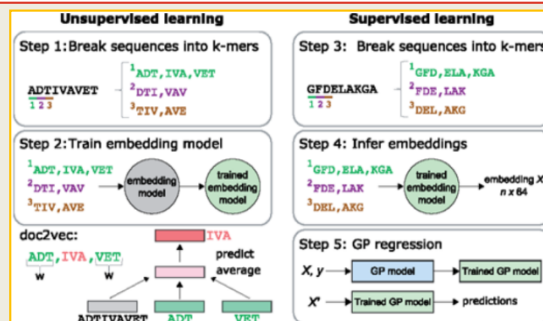 Unsupervised learning
Step 1:Break sequences into k-mers
ADTIVAVET
1 2 3
1ADT,IVA,VET
2DTI,VAV
3TIV,AVE
Step 2: Train embedding model
1ADT,IVA,VET
2DTI,VAV
3TIV,AVE
embedding model
trained embedding model
doc2vec:
ADT,IVA,VET
w w
IVA
predict
average
ADTIVAVET ADT VET
Supervised learning
Step 3: Break sequences into k-mers
GFDELAKGA
1 2 3
1GFD,ELA,KGA
2FDE,LAK
3DEL,AKG
Step 4: Infer embeddings
1GFD,ELA,KGA
2FDE,LAK
3DEL,AKG
trained embedding model
embedding X
n x 64
Step 5: GP regression
X, y GP model Trained GP model
X' Trained GP model predictions